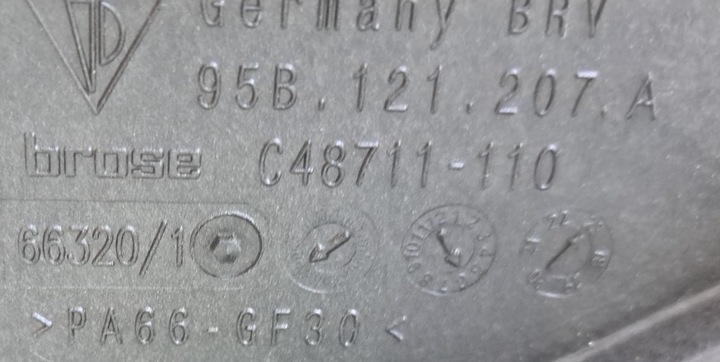 Germany BRV
95B.121.207.A
brose C48711-110
66320/1
>PA66-GF30<